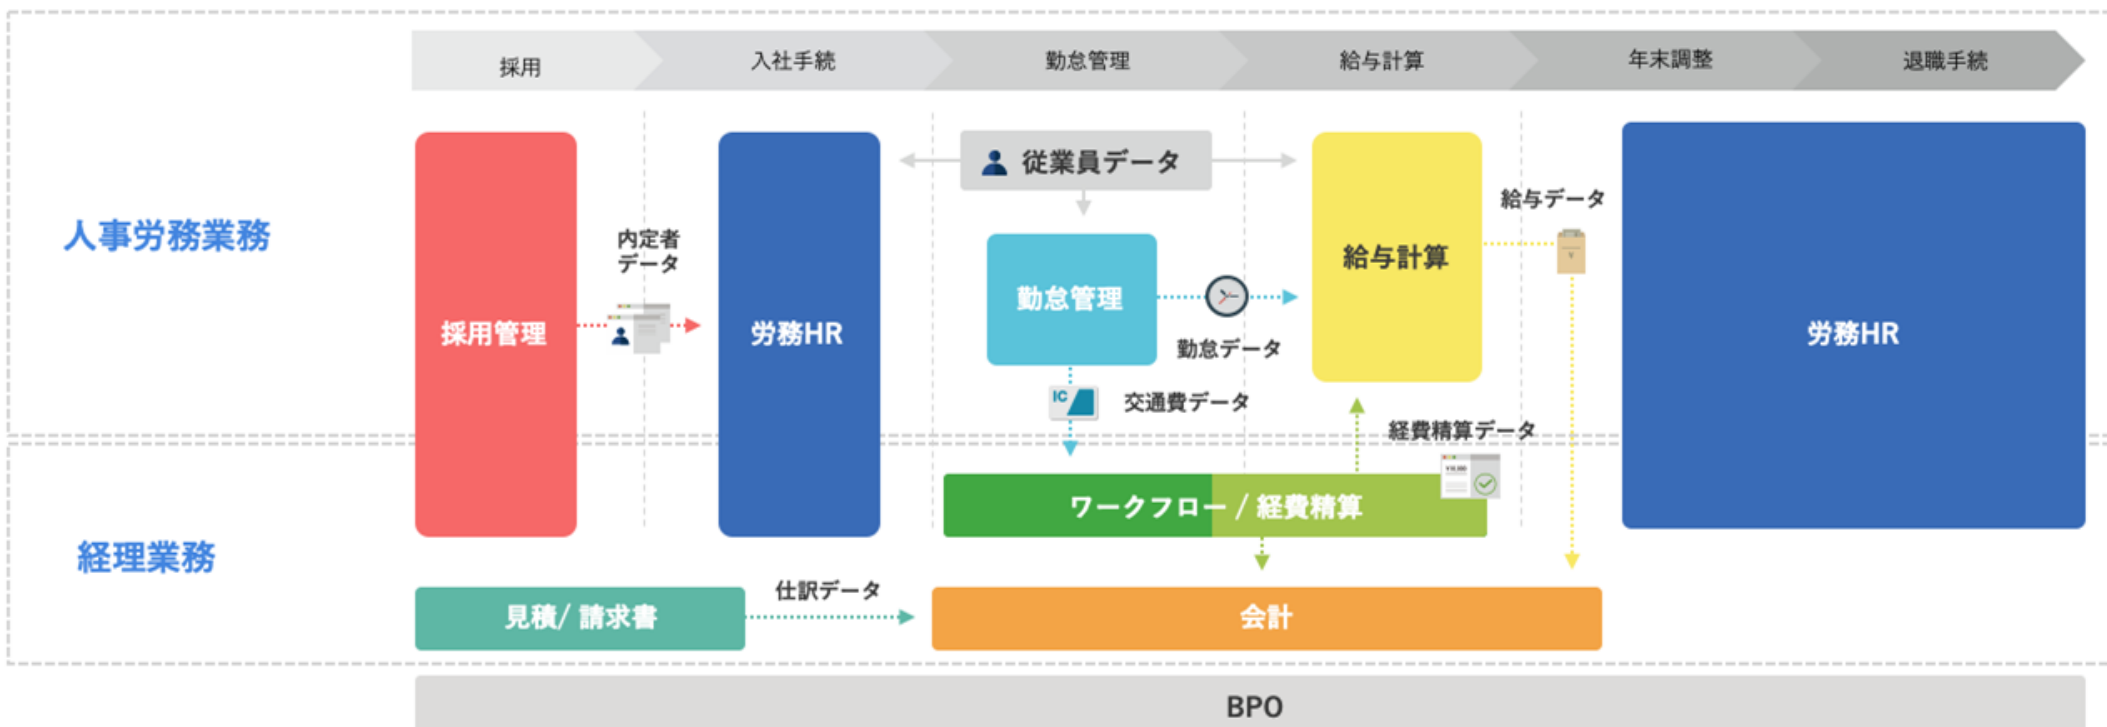 採用
入社手続
勤怠管理
給与計算
年末調整
退職手続
人事労務業務
従業員データ
給与データ
内定者
データ
給与計算
勤怠管理
採用管理
労務HR
労務HR
勤怠データ
IC
交通費データ
経費精算データ
ワークフロー / 経費精算
経理業務
仕訳データ
見積/ 請求書
会計
BPO